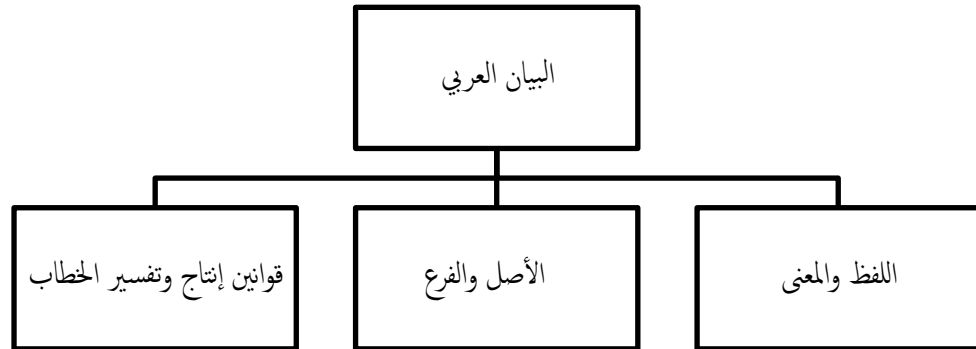 البيان العربي
اللفظ والمعنى
الأصل والفرع
قوانين إنتاج وتفسير الخطاب